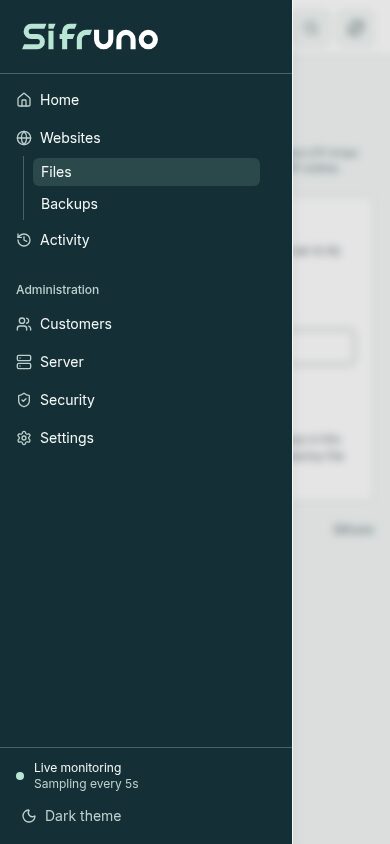 Sifruno
Home
Websites
Files
Backups
Activity
Administration
Customers
Server
Security
Settings
Live monitoring
Sampling every 5s
Dark theme